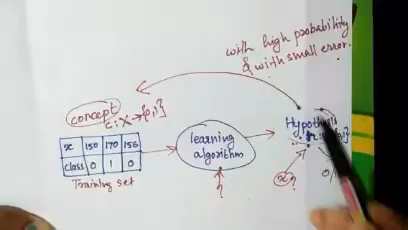 with high probability
& with small error.
concept
c: X → {0,1}
x 150 170 156
class 0 1 0
Training set
learning
algorithm
?
x ?
0/